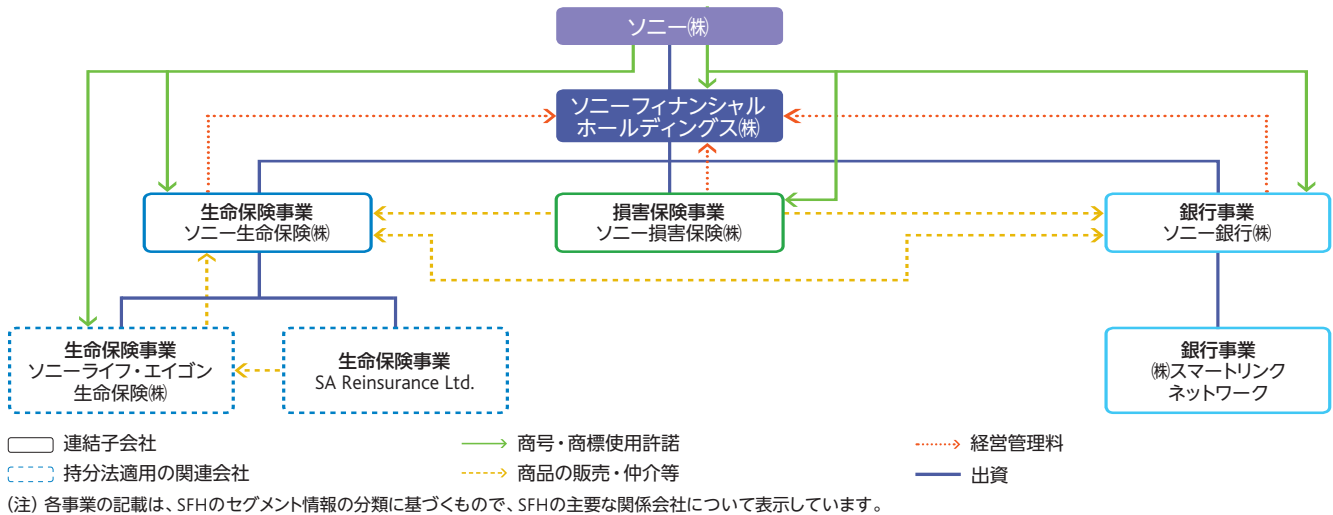 ソニー㈱
ソニーフィナンシャル
ホールディングス㈱
生命保険事業
ソニー生命保険㈱
損害保険事業
ソニー損害保険㈱
銀行事業
ソニー銀行㈱
生命保険事業
ソニーライフ・エイゴン
生命保険㈱
生命保険事業
SA Reinsurance Ltd.
銀行事業
㈱スマートリンク
ネットワーク
連結子会社
商号・商標使用許諾
経営管理料
持分法適用の関連会社
商品の販売・仲介等
出資
(注) 各事業の記載は、SFHのセグメント情報の分類に基づくもので、SFHの主要な関係会社について表示しています。